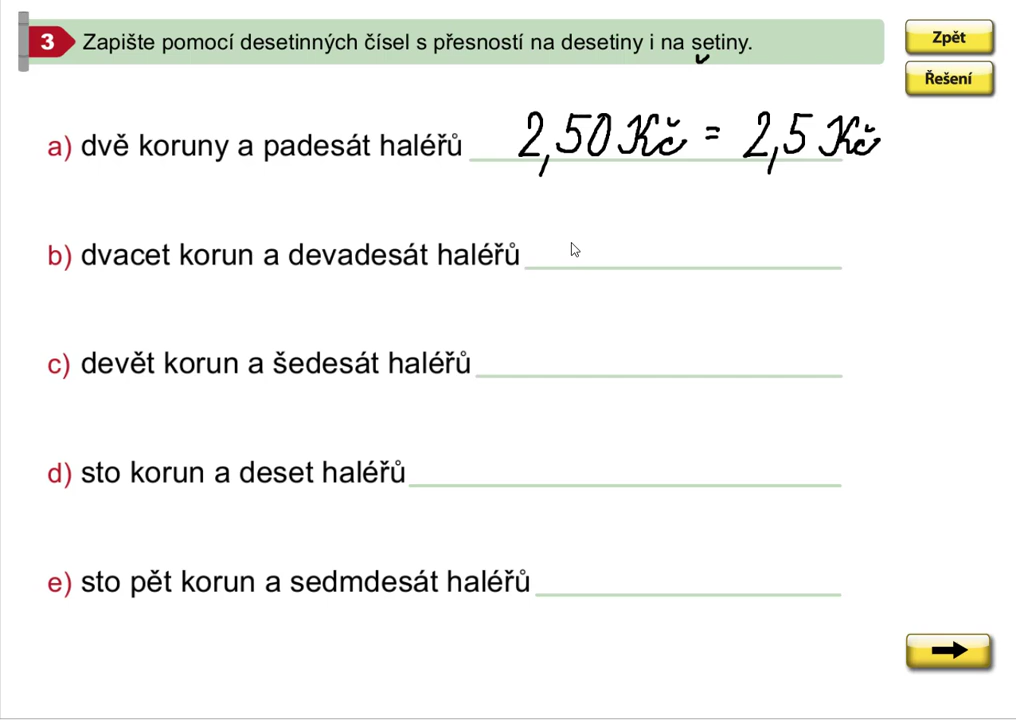 3 Zapište pomocí desetinných čísel s přesností na desetiny i na setiny.
Zpět
Řešení
a) dvě koruny a padesát haléřů 2,50 Kč = 2,5 Kč
b) dvacet korun a devadesát haléřů
c) devět korun a šedesát haléřů
d) sto korun a deset haléřů
e) sto pět korun a sedmdesát haléřů